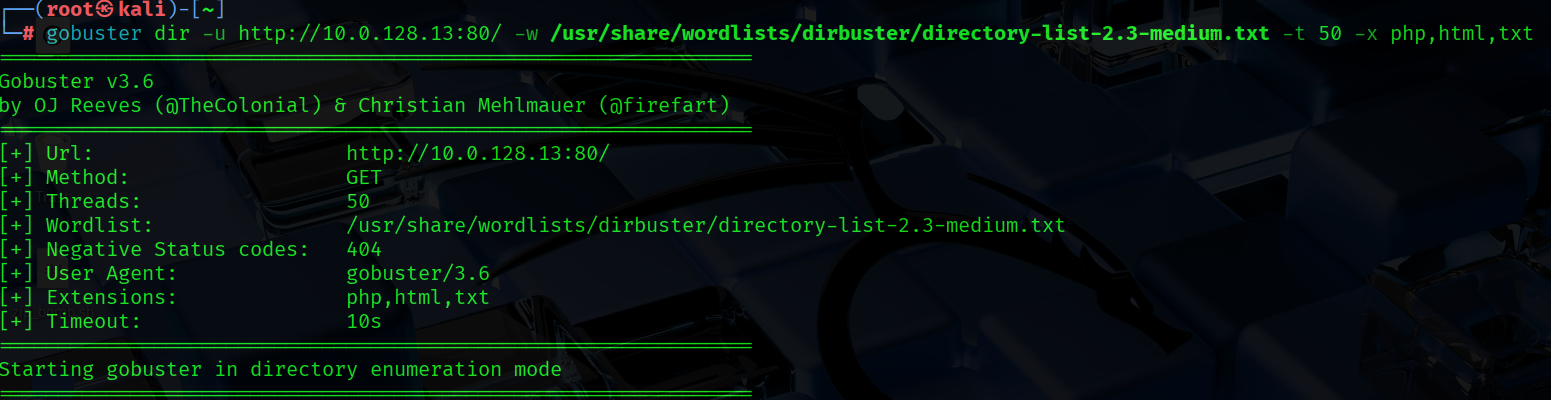 ┌──(root㉿kali)-[~]
└─# gobuster dir -u http://10.0.128.13:80/ -w /usr/share/wordlists/dirbuster/directory-list-2.3-medium.txt -t 50 -x php,html,txt
===============================================================
Gobuster v3.6
by OJ Reeves (@TheColonial) & Christian Mehlmauer (@firefart)
===============================================================
[+] Url:                     http://10.0.128.13:80/
[+] Method:                  GET
[+] Threads:                 50
[+] Wordlist:                /usr/share/wordlists/dirbuster/directory-list-2.3-medium.txt
[+] Negative Status codes:   404
[+] User Agent:              gobuster/3.6
[+] Extensions:              php,html,txt
[+] Timeout:                 10s
===============================================================
Starting gobuster in directory enumeration mode
===============================================================